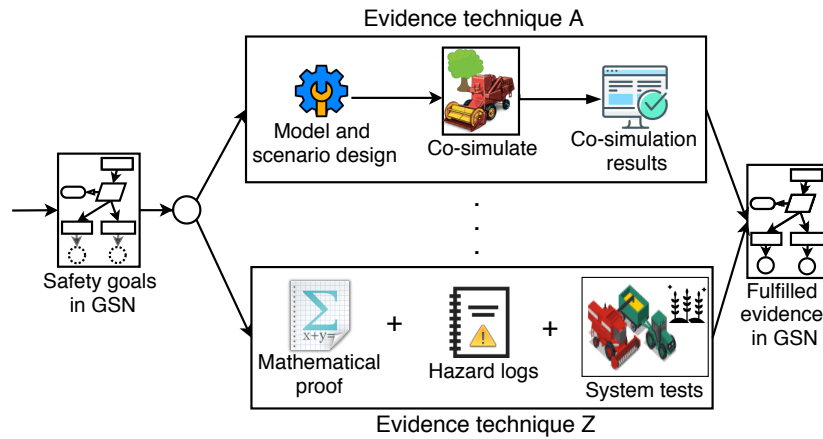 Evidence technique A
Model and
scenario design
Co-simulate
Co-simulation
results
Safety goals
in GSN
.
.
.
Fulfilled
evidence
in GSN
Σ
x+y=
Mathematical
proof
+
Hazard logs
+
System tests
Evidence technique Z